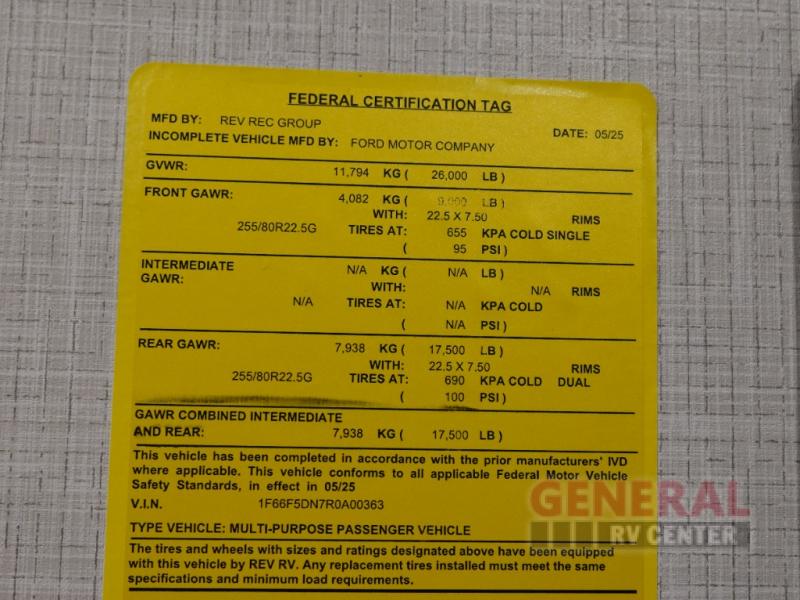 FEDERAL CERTIFICATION TAG
MFD BY: REV REC GROUP DATE: 05/25
INCOMPLETE VEHICLE MFD BY: FORD MOTOR COMPANY
GVWR: 11,794 KG ( 26,000 LB )
FRONT GAWR: 4,082 KG ( 9,000 LB )
WITH: 22.5 X 7.50 RIMS
255/80R22.5G TIRES AT: 655 KPA COLD SINGLE
( 95 PSI )
INTERMEDIATE N/A KG ( N/A LB )
GAWR: WITH: N/A RIMS
N/A TIRES AT: N/A KPA COLD
( N/A PSI )
REAR GAWR: 7,938 KG ( 17,500 LB )
WITH: 22.5 X 7.50 RIMS
255/80R22.5G TIRES AT: 690 KPA COLD DUAL
( 100 PSI )
GAWR COMBINED INTERMEDIATE
AND REAR: 7,938 KG ( 17,500 LB )
This vehicle has been completed in accordance with the prior manufacturers' IVD
where applicable. This vehicle conforms to all applicable Federal Motor Vehicle
Safety Standards, in effect in 05/25
V.I.N. 1F66F5DN7R0A00363
TYPE VEHICLE: MULTI-PURPOSE PASSENGER VEHICLE
The tires and wheels with sizes and ratings designated above have been equipped
with this vehicle by REV RV. Any replacement tires installed must meet the same
specifications and minimum load requirements.
GENERAL
RV CENTER